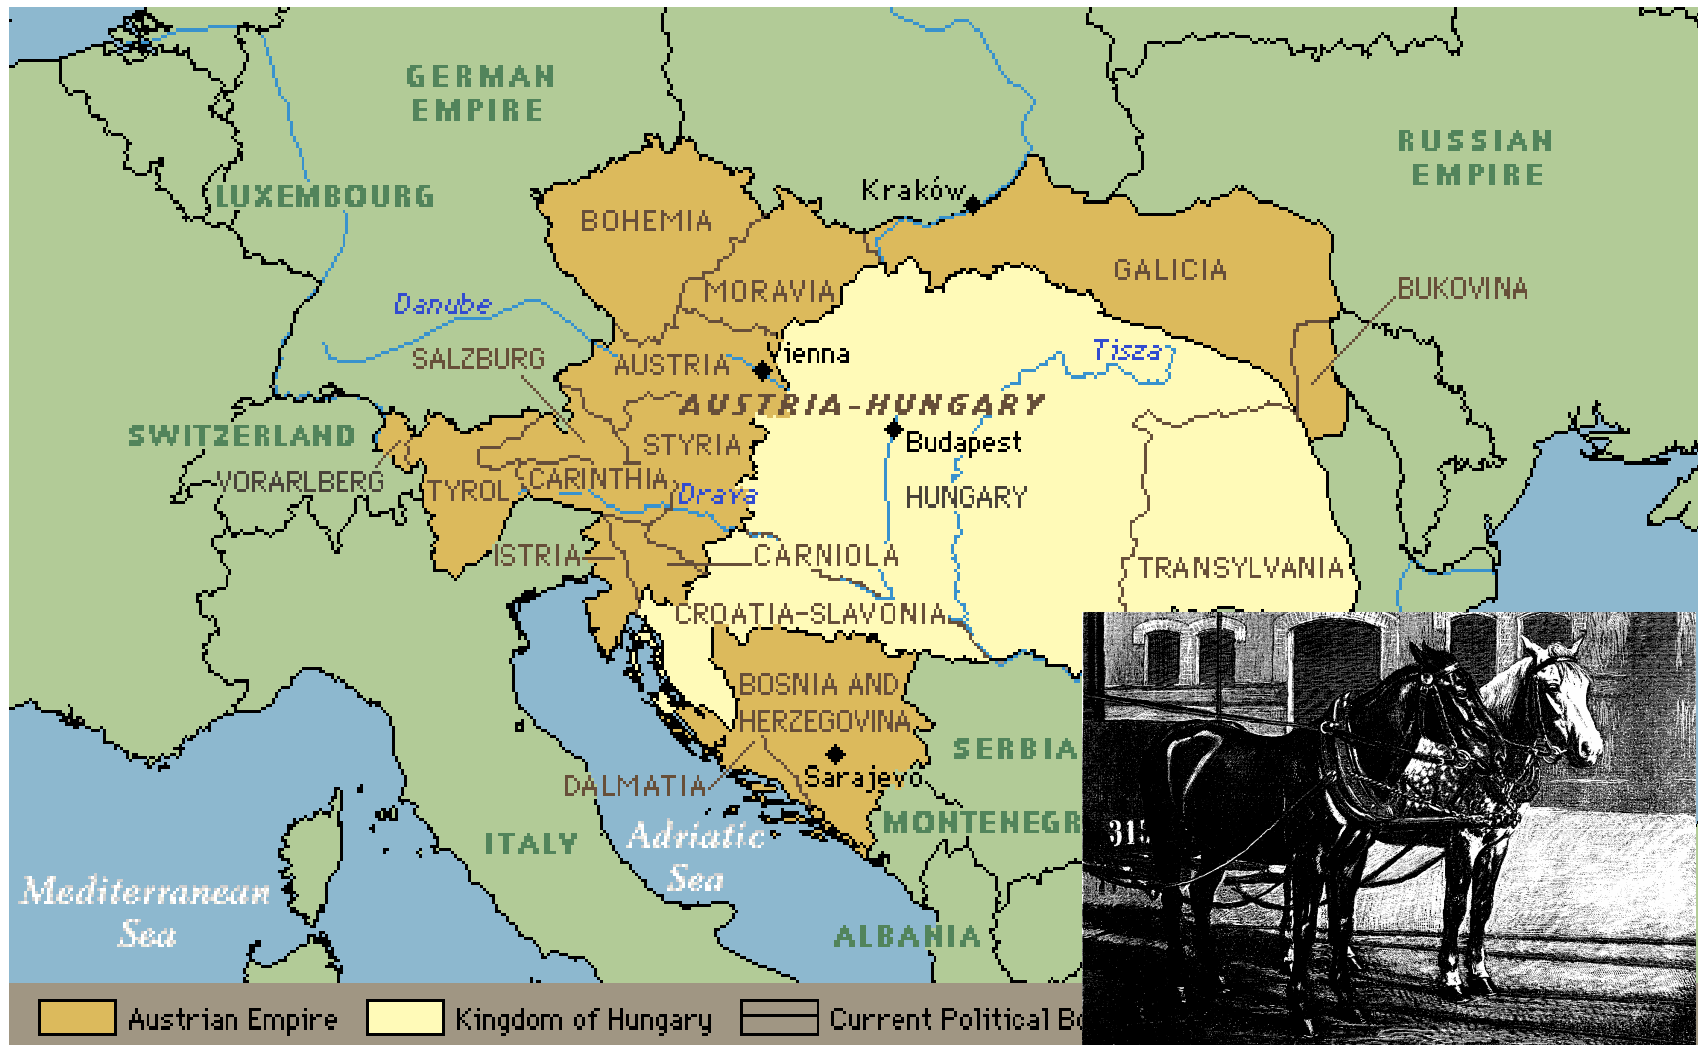 GERMAN
EMPIRE
RUSSIAN
EMPIRE
LUXEMBOURG
Kraków
BOHEMIA
GALICIA
BUKOVINA
MORAVIA
Danube
SALZBURG
AUSTRIA
Vienna
Tisza
AUSTRIA-HUNGARY
SWITZERLAND
STYRIA
Budapest
VORARLBERG
TYROL
CARINTHIA
Drava
HUNGARY
ISTRIA
CARNIOLA
TRANSYLVANIA
CROATIA-SLAVONIA
BOSNIA AND
HERZEGOVINA
SERBIA
Sarajevo
DALMATIA
MONTENEGR
ITALY
Adriatic
Sea
315
Mediterranean
Sea
ALBANIA
Austrian Empire
Kingdom of Hungary
Current Political Bo